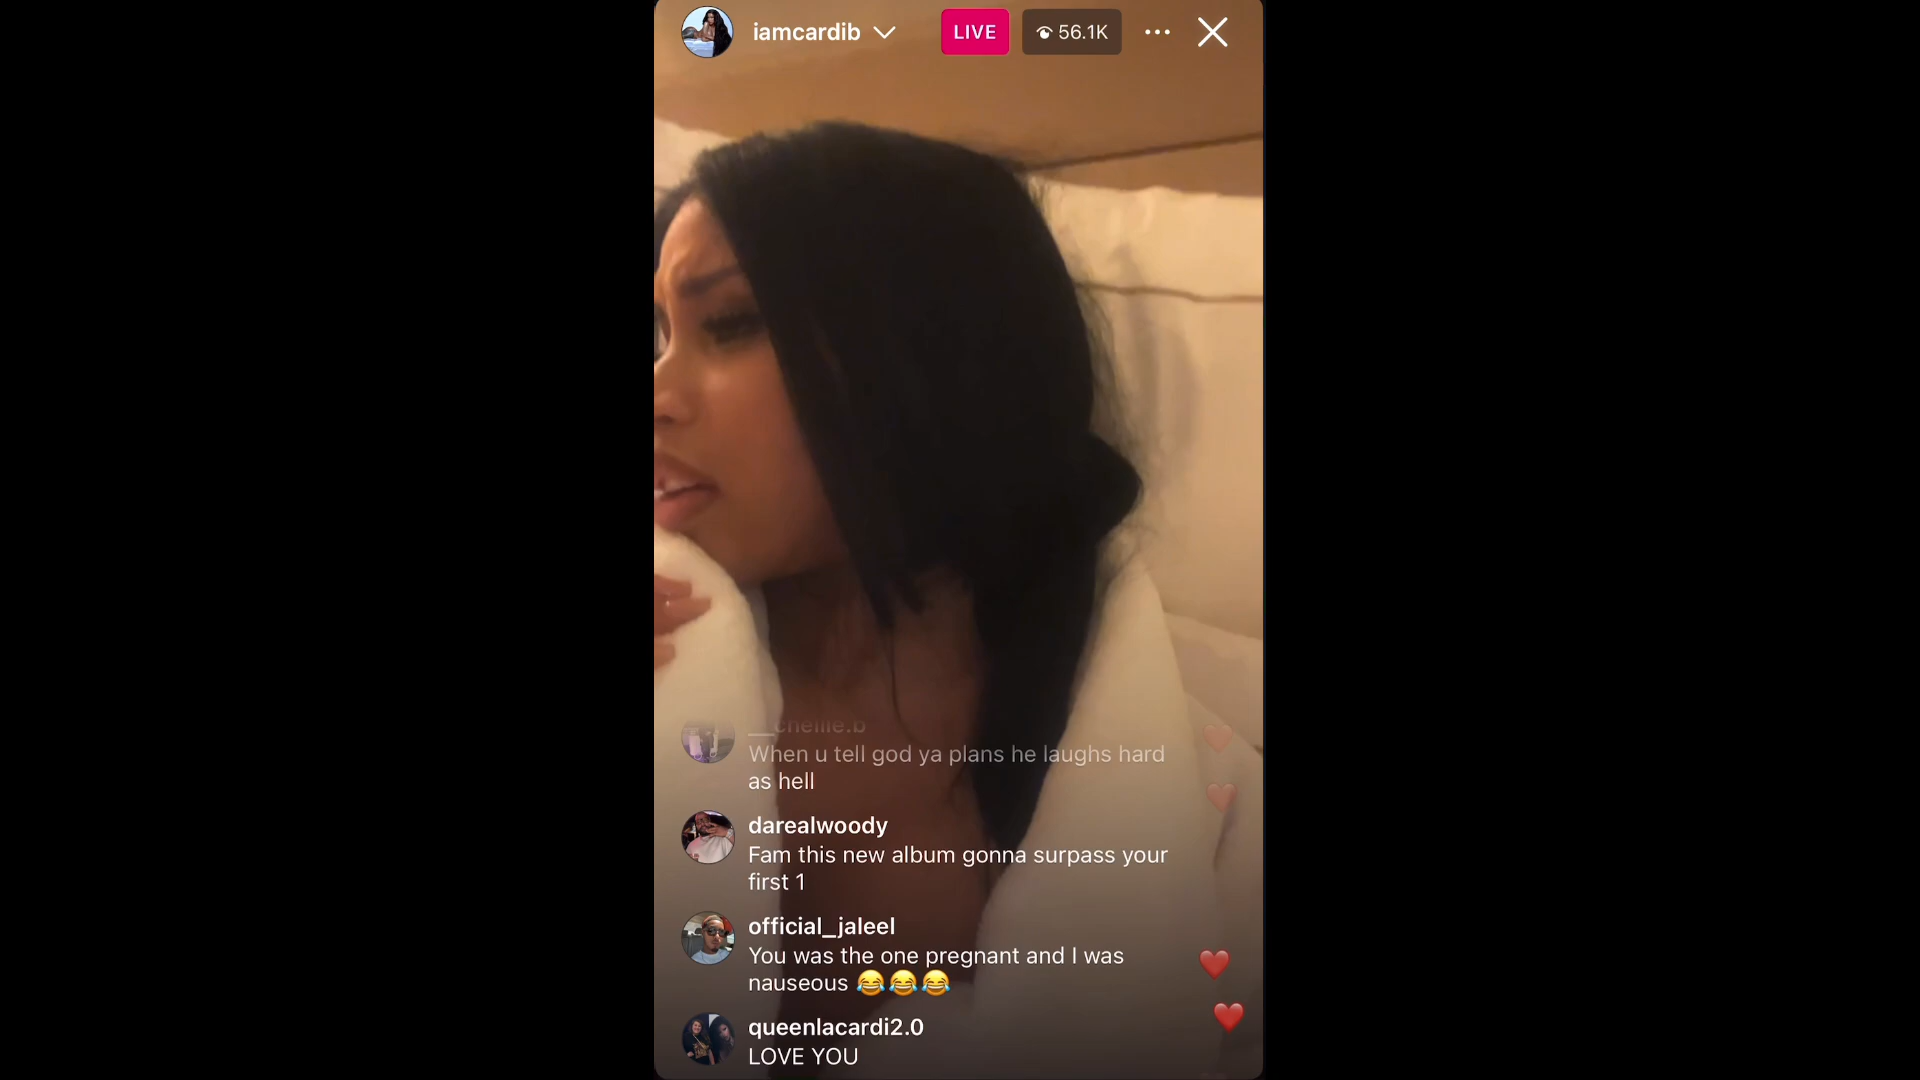 iamcardib
LIVE
56.1K
__chellie.b
When u tell god ya plans he laughs hard
as hell
darealwoody
Fam this new album gonna surpass your
first 1
official_jaleel
You was the one pregnant and I was
nauseous 😂😂😂
queenlacardi2.0
LOVE YOU